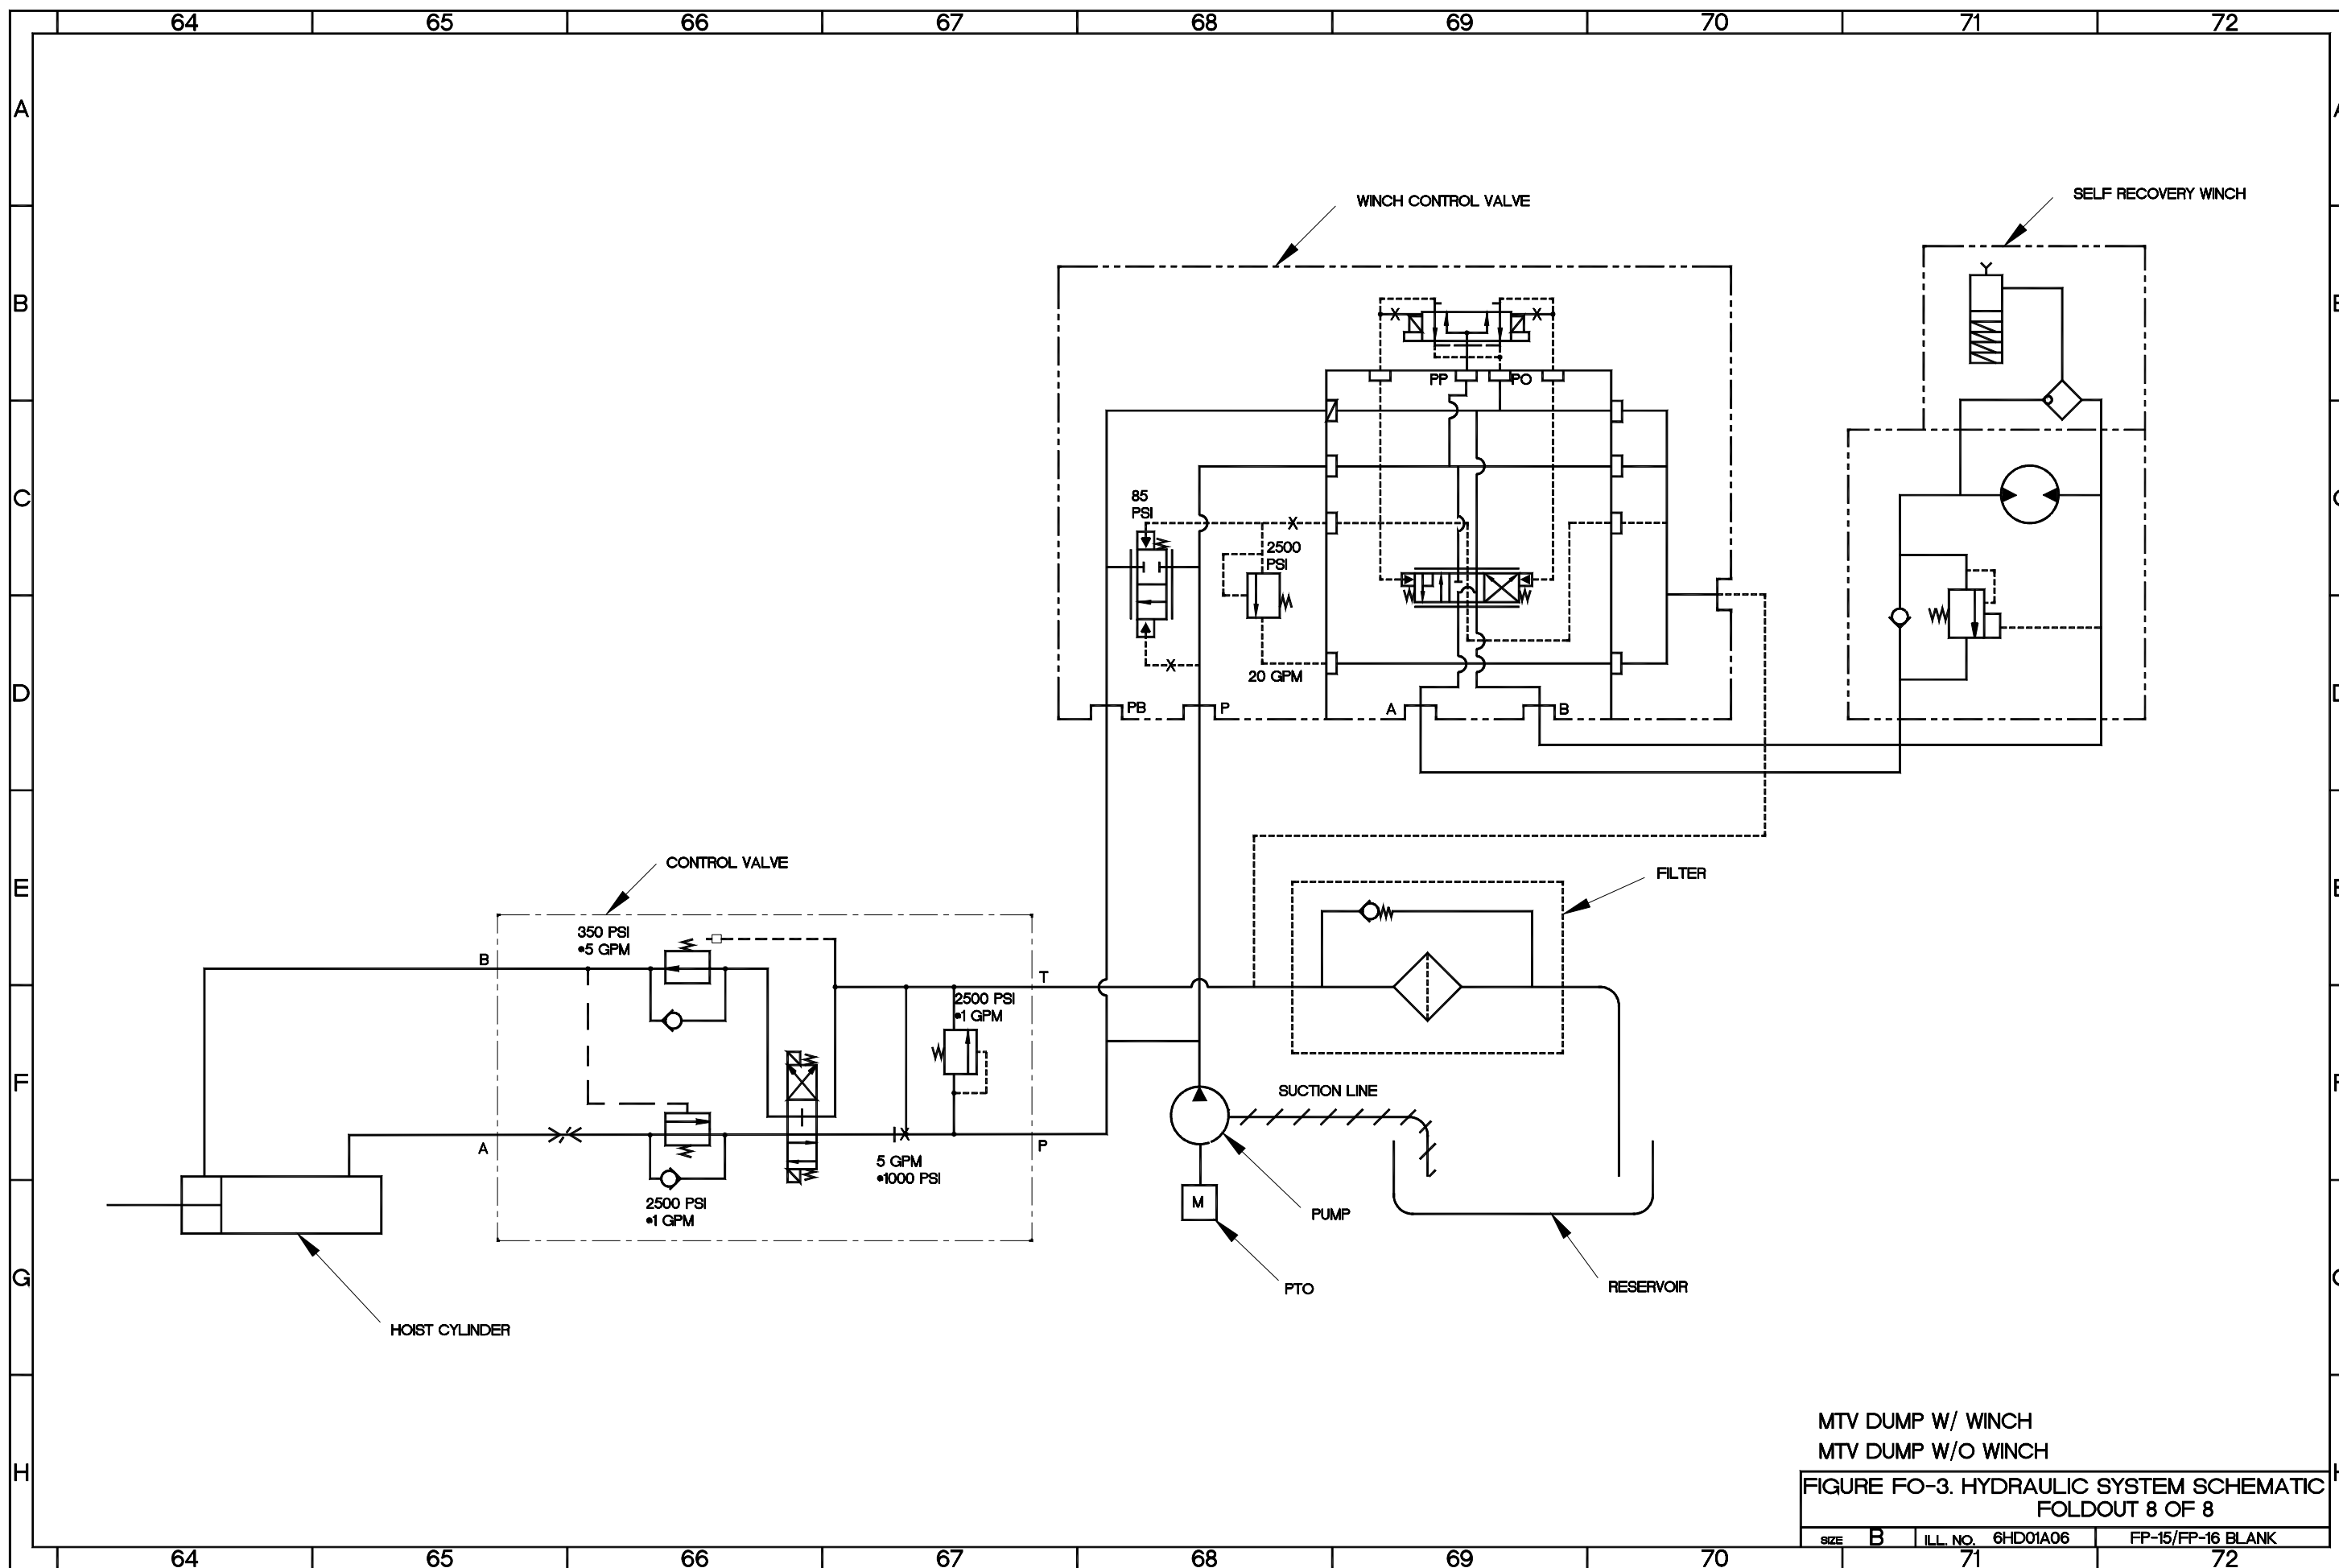 64 65 66 67 68 69 70 71 72
A
SELF RECOVERY WINCH
WINCH CONTROL VALVE
B
PP
PO
C
85
PSI
2500
PSI
D
20 GPM
PB
P
A
B
CONTROL VALVE
E
FILTER
350 PSI
•5 GPM
B
T
2500 PSI
•1 GPM
F
SUCTION LINE
A
P
5 GPM
•1000 PSI
2500 PSI
•1 GPM
M
PUMP
G
PTO
RESERVOIR
HOIST CYLINDER
MTV DUMP W/ WINCH
MTV DUMP W/O WINCH
H
FIGURE FO-3. HYDRAULIC SYSTEM SCHEMATIC
FOLDOUT 8 OF 8
SIZE B ILL. NO. 6HD01A06 FP-15/FP-16 BLANK
64 65 66 67 68 69 70 71 72